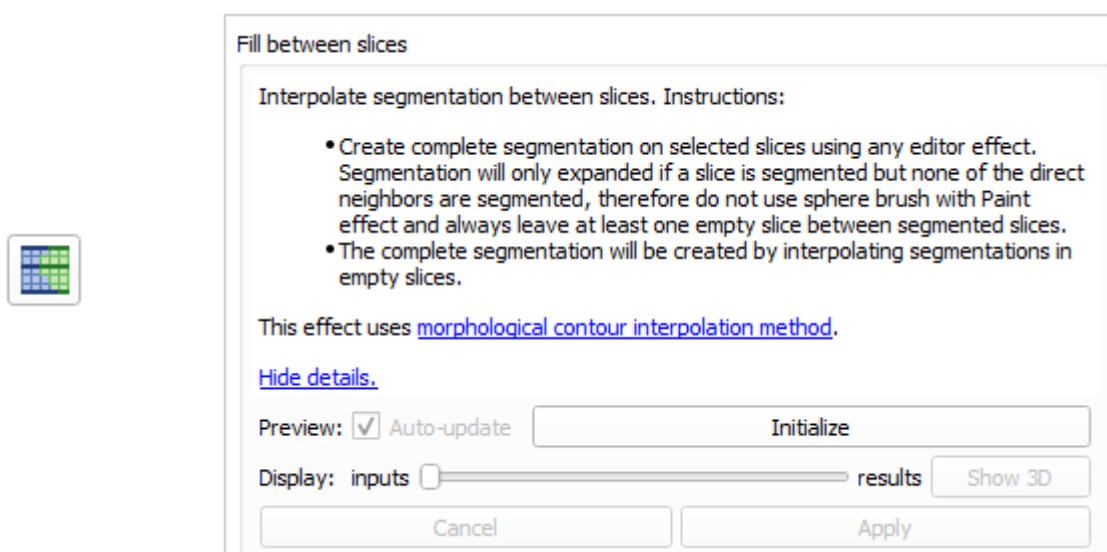 Fill between slices
Interpolate segmentation between slices. Instructions:
• Create complete segmentation on selected slices using any editor effect.
Segmentation will only expanded if a slice is segmented but none of the direct
neighbors are segmented, therefore do not use sphere brush with Paint
effect and always leave at least one empty slice between segmented slices.
• The complete segmentation will be created by interpolating segmentations in
empty slices.
This effect uses morphological contour interpolation method.
Hide details.
Preview: Auto-update Initialize
Display: inputs results Show 3D
Cancel Apply